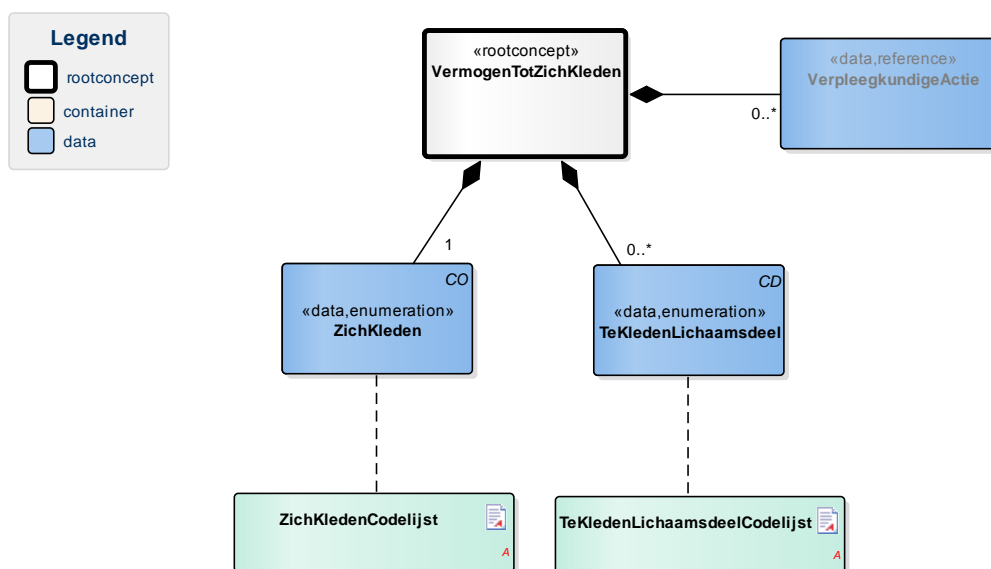 Legend
rootconcept
container
data
«rootconcept»
VermogenTotZichKleden
«data,reference»
VerpleegkundigeActie
0..*
1
0..*
CO
«data,enumeration»
ZichKleden
CD
«data,enumeration»
TeKledenLichaamsdeel
ZichKledenCodelijst
A
TeKledenLichaamsdeelCodelijst
A